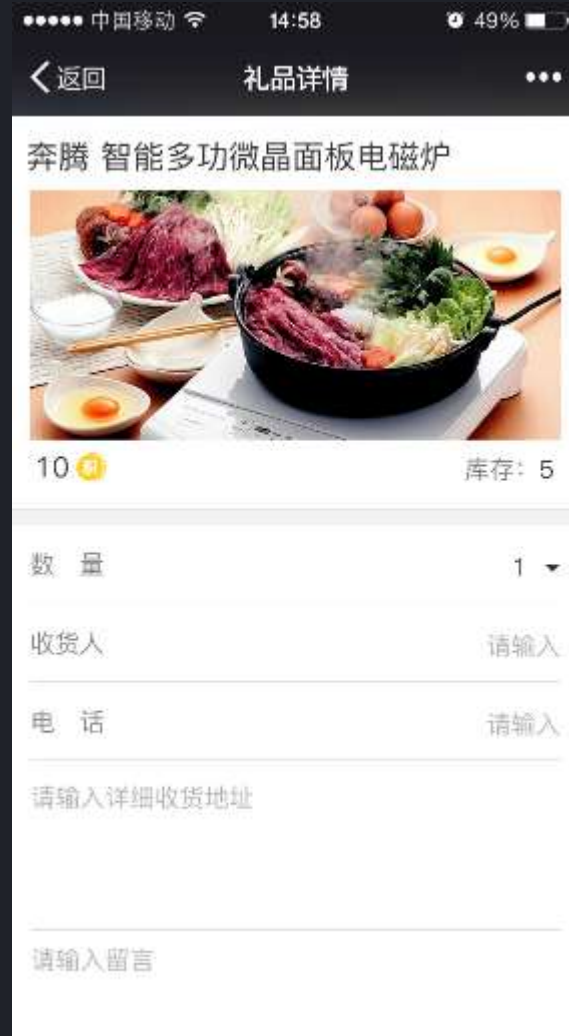 中国移动 14:58 49%
返回 礼品详情
奔腾 智能多功微晶面板电磁炉
10 库存: 5
数 量 1
收货人 请输入
电 话 请输入
请输入详细收货地址
请输入留言